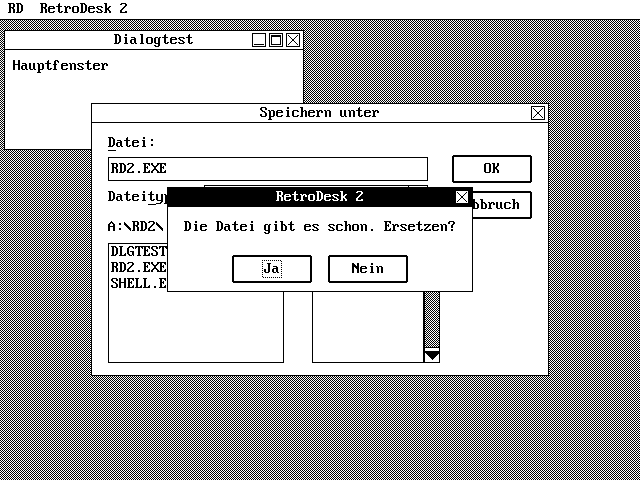 RD RetroDesk 2
Dialogtest
Hauptfenster
Speichern unter
Datei:
RD2.EXE
OK
Dateityp
bbruch
A:\RD2\
DLGTEST
RD2.EXE
SHELL.E
RetroDesk 2
Die Datei gibt es schon. Ersetzen?
Ja
Nein